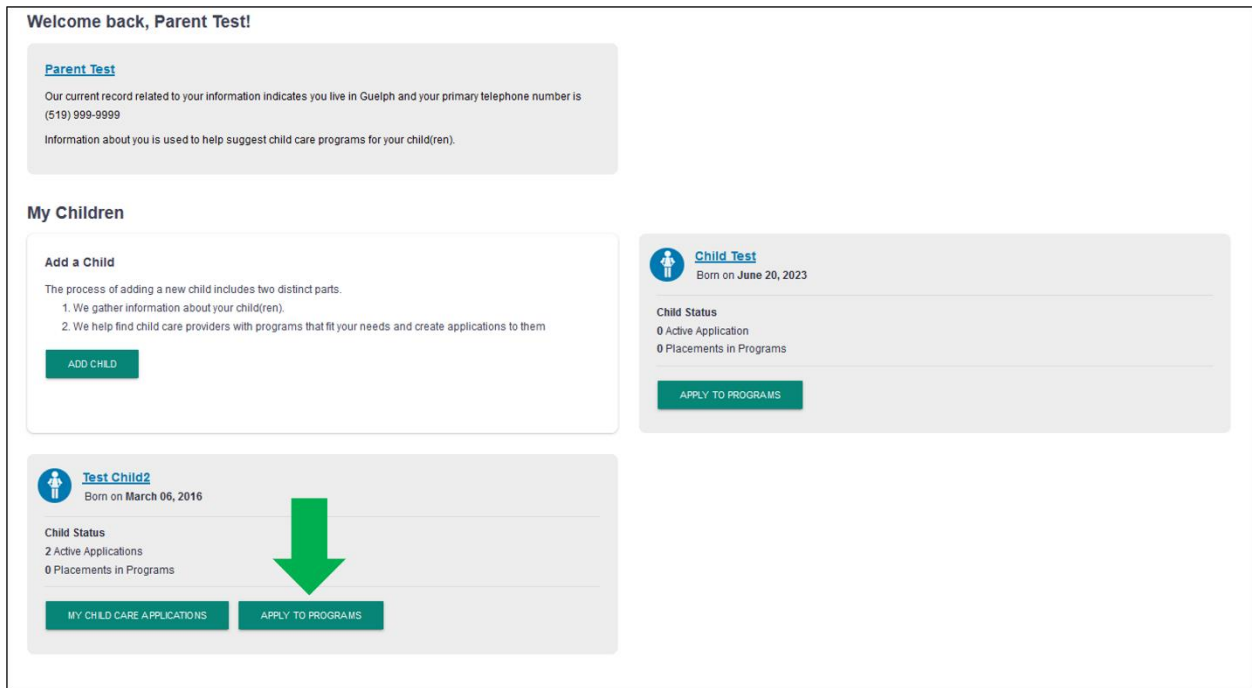 Welcome back, Parent Test!
Parent Test
Our current record related to your information indicates you live in Guelph and your primary telephone number is
(519) 999-9999
Information about you is used to help suggest child care programs for your child(ren).
My Children
Add a Child
The process of adding a new child includes two distinct parts.
1. We gather information about your child(ren).
2. We help find child care providers with programs that fit your needs and create applications to them
ADD CHILD
Child Test
Born on June 20, 2023
Child Status
0 Active Application
0 Placements in Programs
APPLY TO PROGRAMS
Test Child2
Born on March 06, 2016
Child Status
2 Active Applications
0 Placements in Programs
MY CHILD CARE APPLICATIONS
APPLY TO PROGRAMS